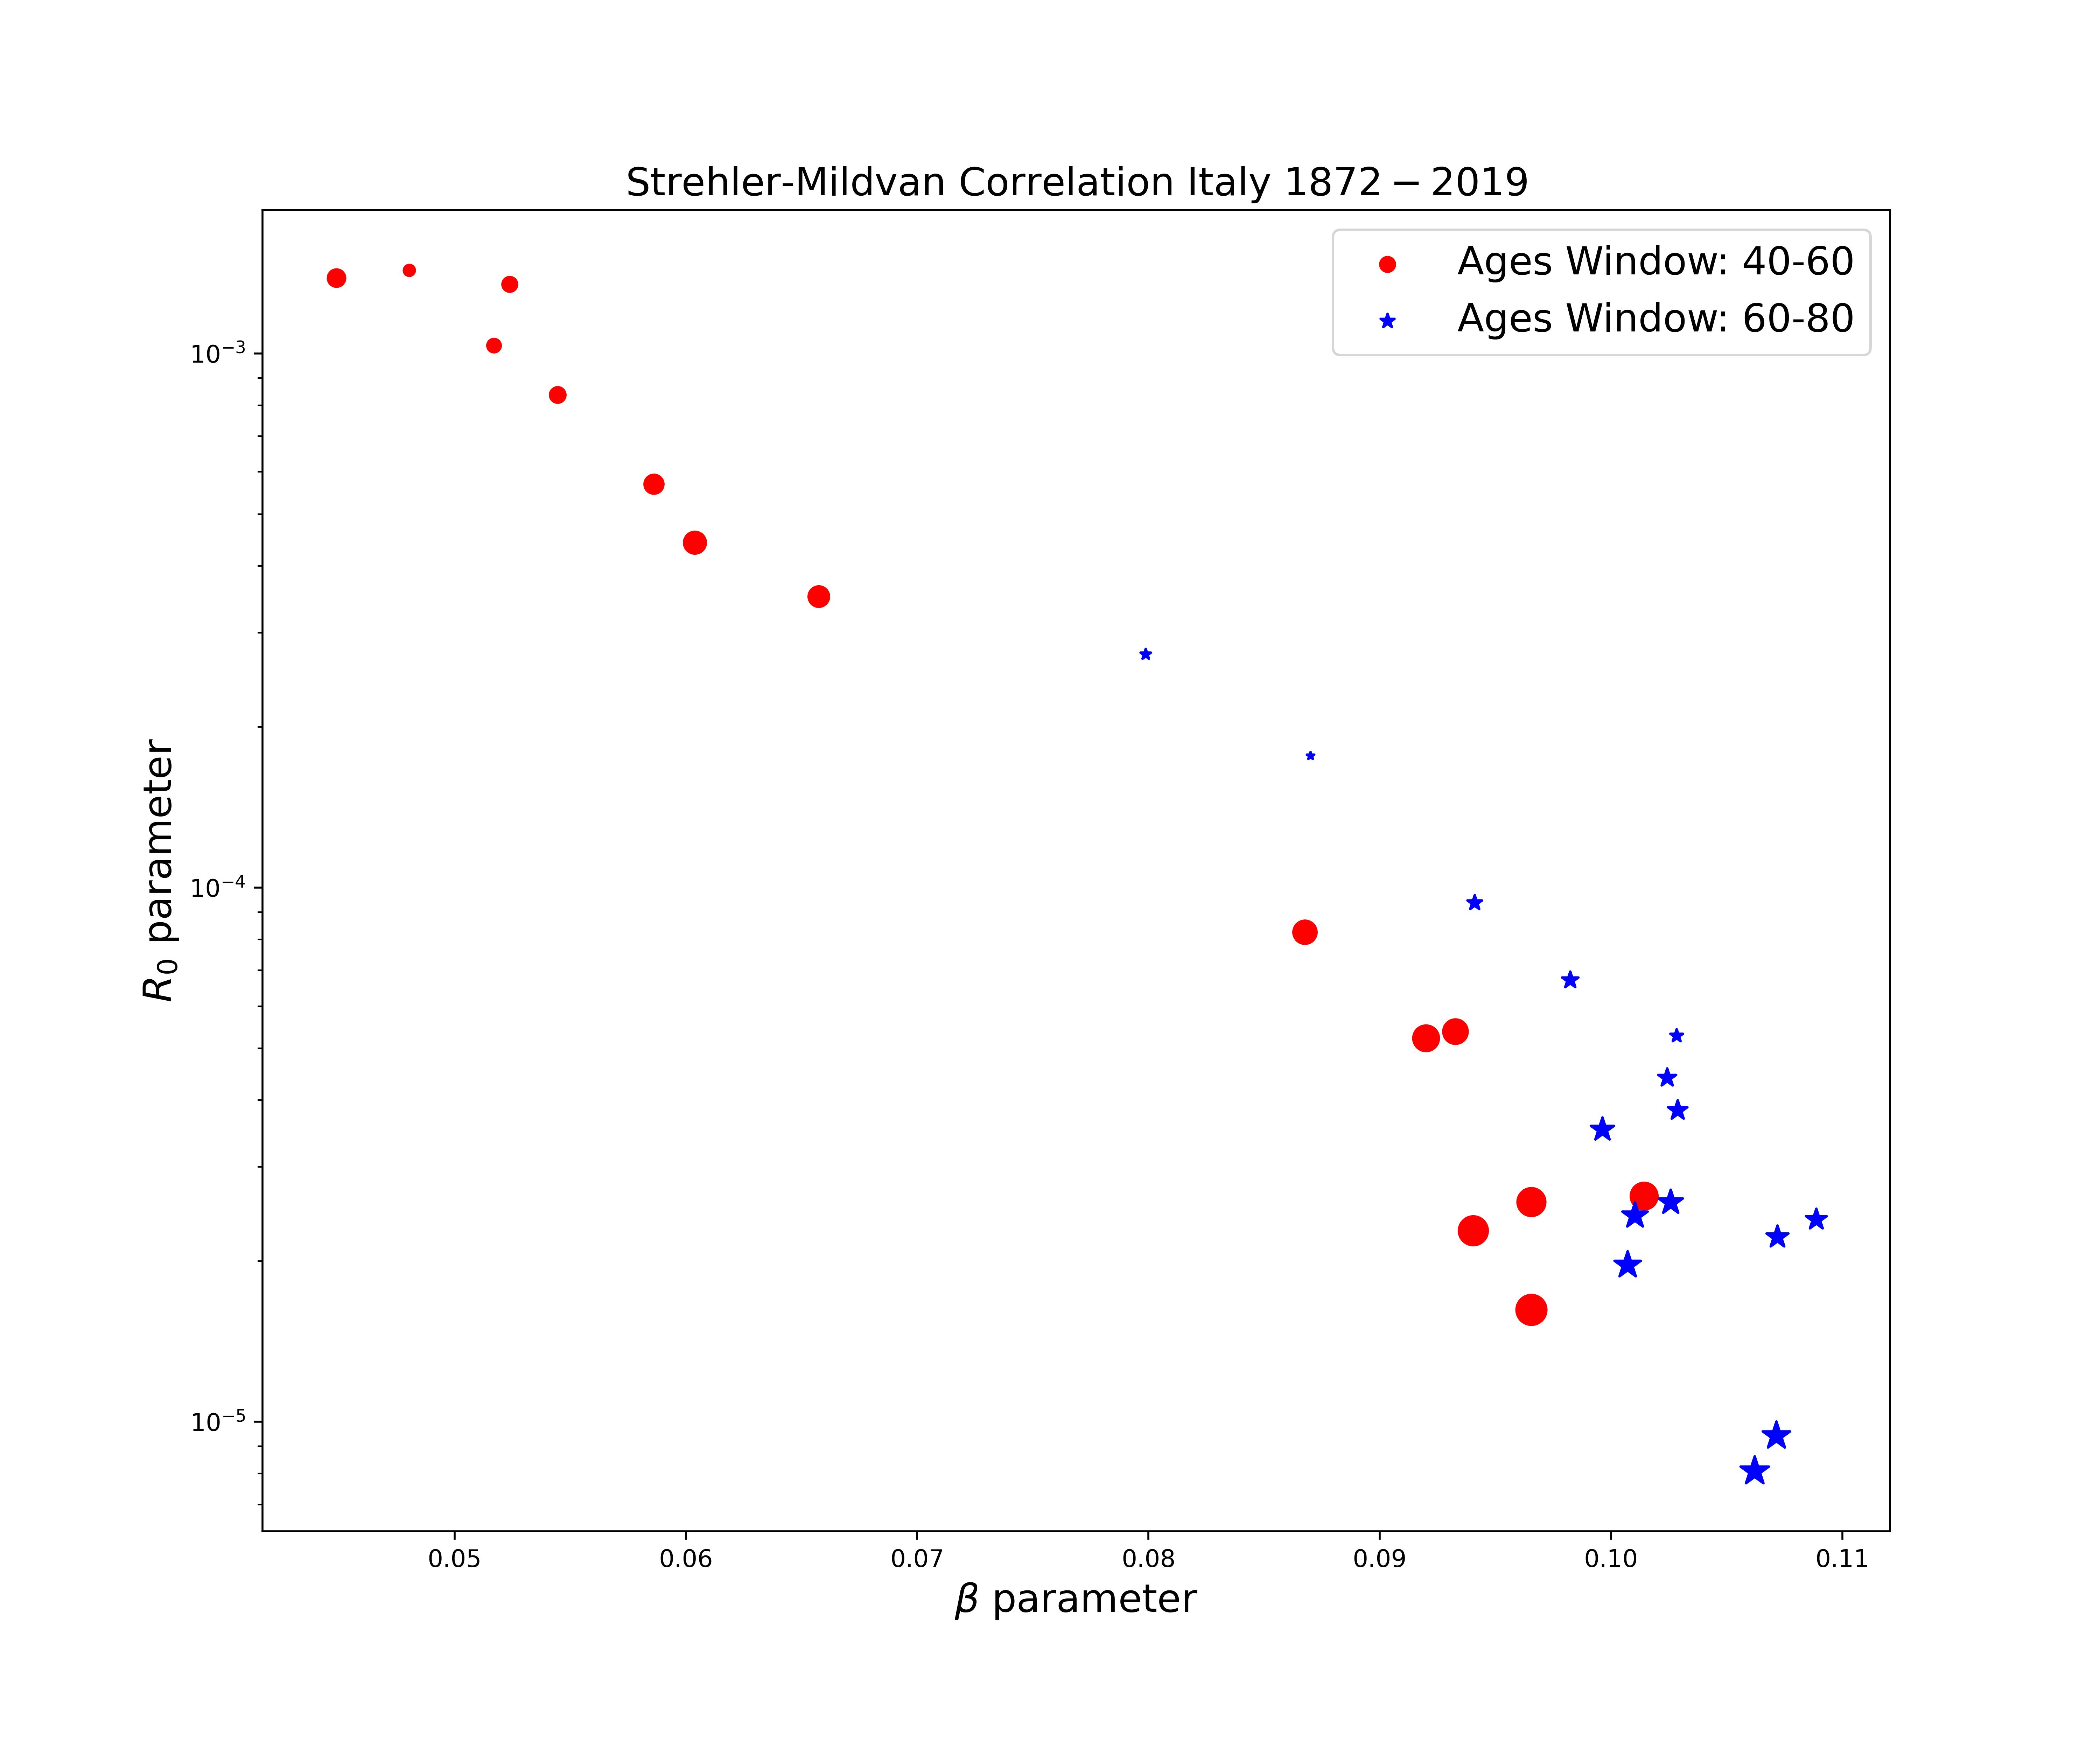 Strehler-Mildvan Correlation Italy 1872 − 2019
Ages Window: 40-60
Ages Window: 60-80
10⁻³
10⁻⁴
10⁻⁵
R₀ parameter
0.05 0.06 0.07 0.08 0.09 0.10 0.11
β parameter